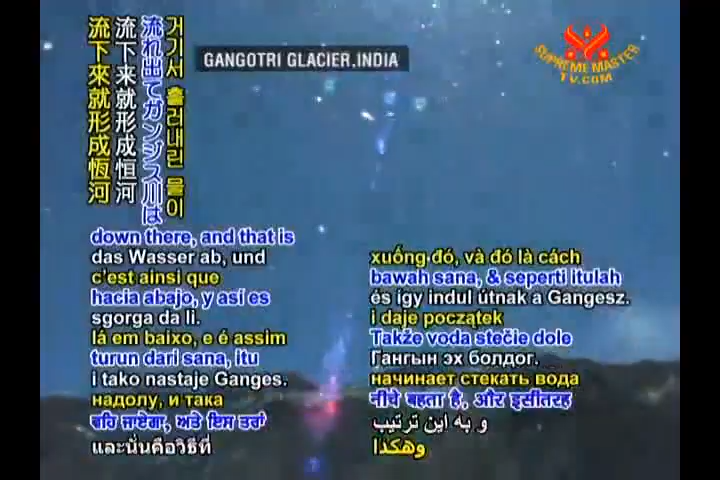 GANGOTRI GLACIER,INDIA
SUPREME MASTER
TV.COM
거기서 흘러내린 물이
流れ出てガンジス川は
流下来就形成恒河
流下來就形成恆河
down there, and that is
das Wasser ab, und
c'est ainsi que
hacia abajo, y así es
sgorga da li.
lá em baixo, e é assim
turun dari sana, itu
i tako nastaje Ganges.
надолу, и така
ਵਹਿ ਜਾਏਗਾ, ਅਤੇ ਇਸ ਤਰਾਂ
และนั่นคือวิธีที่
xuống đó, và đó là cách
bawah sana, & seperti itulah
és így indul útnak a Gangesz.
i daje początek
Takže voda stečie dole
Гангын эх болдог.
начинает стекать вода
नीचे बहता है, और इसीतरह
و به این ترتیب
وهكذا